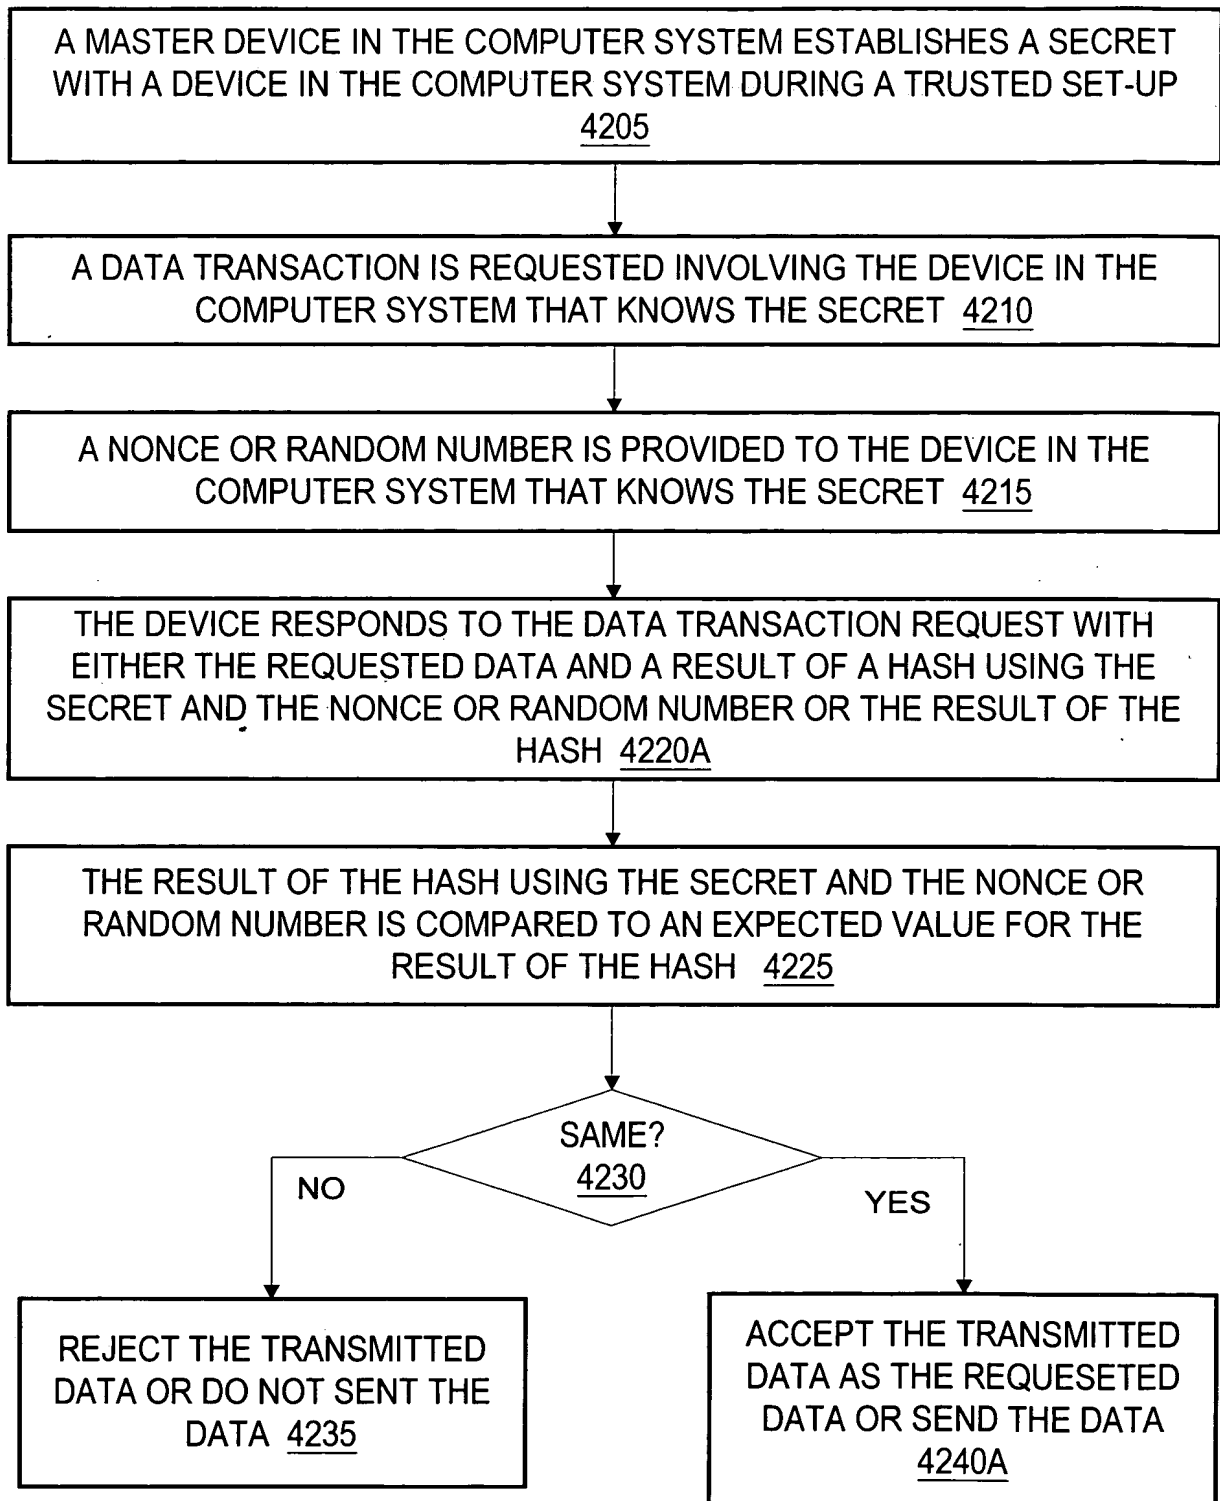 A MASTER DEVICE IN THE COMPUTER SYSTEM ESTABLISHES A SECRET
WITH A DEVICE IN THE COMPUTER SYSTEM DURING A TRUSTED SET-UP
4205
A DATA TRANSACTION IS REQUESTED INVOLVING THE DEVICE IN THE
COMPUTER SYSTEM THAT KNOWS THE SECRET 4210
A NONCE OR RANDOM NUMBER IS PROVIDED TO THE DEVICE IN THE
COMPUTER SYSTEM THAT KNOWS THE SECRET 4215
THE DEVICE RESPONDS TO THE DATA TRANSACTION REQUEST WITH
EITHER THE REQUESTED DATA AND A RESULT OF A HASH USING THE
SECRET AND THE NONCE OR RANDOM NUMBER OR THE RESULT OF THE
HASH 4220A
THE RESULT OF THE HASH USING THE SECRET AND THE NONCE OR
RANDOM NUMBER IS COMPARED TO AN EXPECTED VALUE FOR THE
RESULT OF THE HASH 4225
SAME?
4230
NO
YES
REJECT THE TRANSMITTED
DATA OR DO NOT SENT THE
DATA 4235
ACCEPT THE TRANSMITTED
DATA AS THE REQUESETED
DATA OR SEND THE DATA
4240A